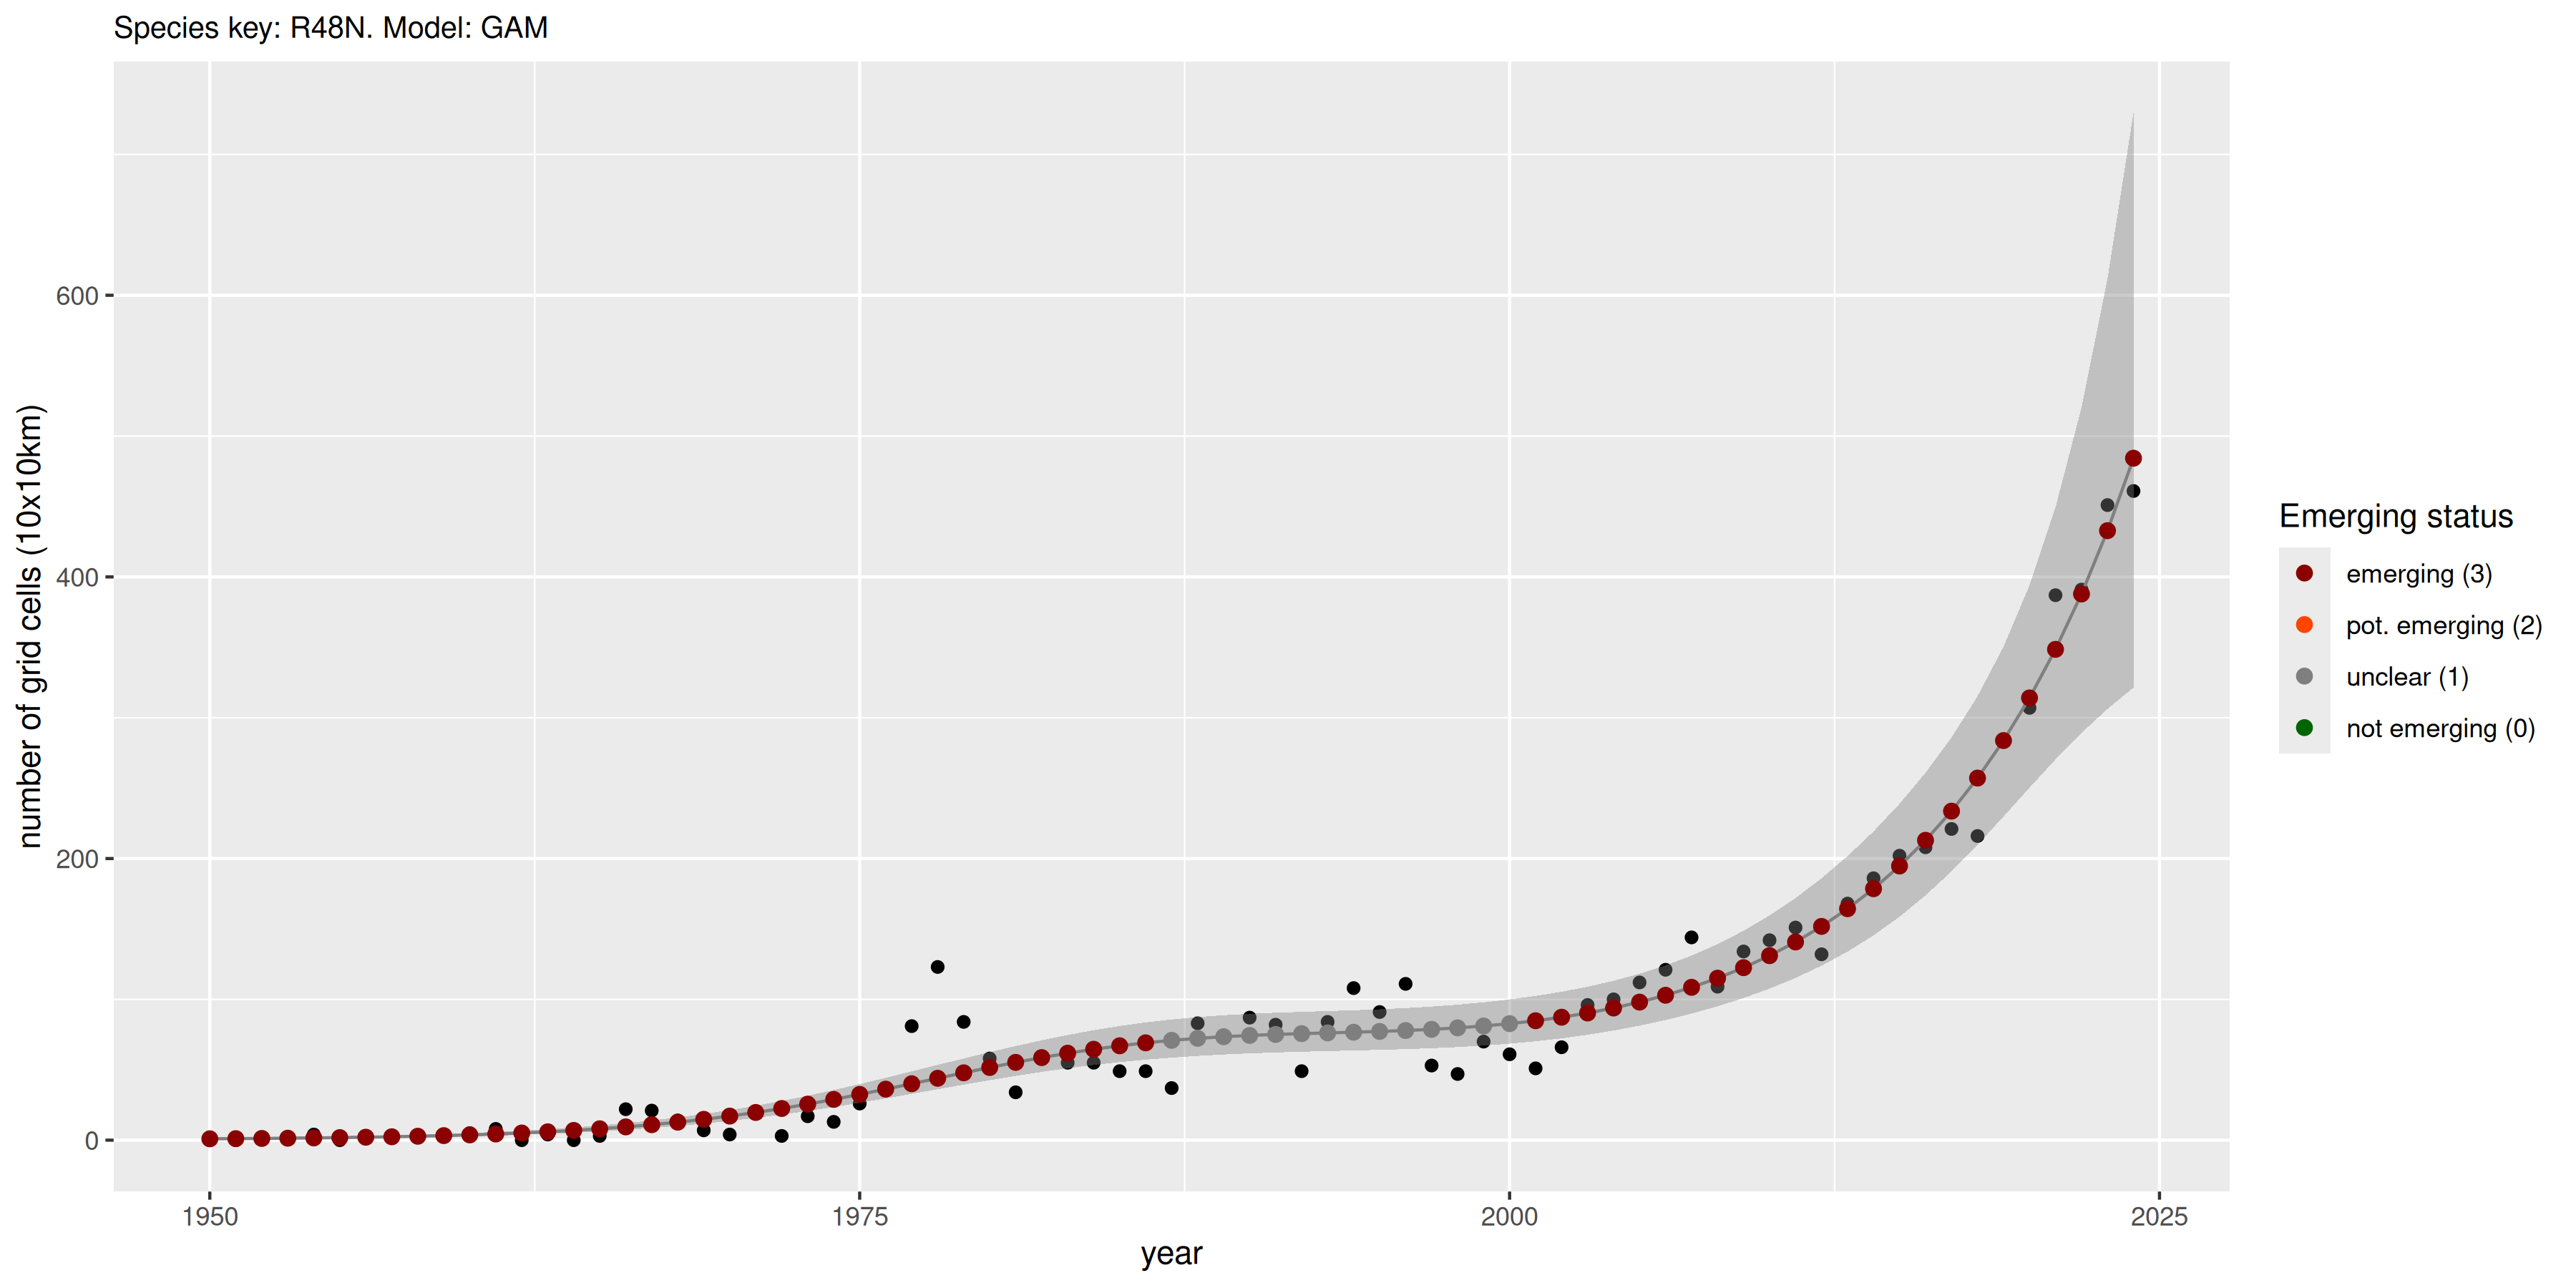 Species key: R48N. Model: GAM
number of grid cells (10x10km)
600
400
200
0
1950
1975
2000
2025
year
Emerging status
emerging (3)
pot. emerging (2)
unclear (1)
not emerging (0)